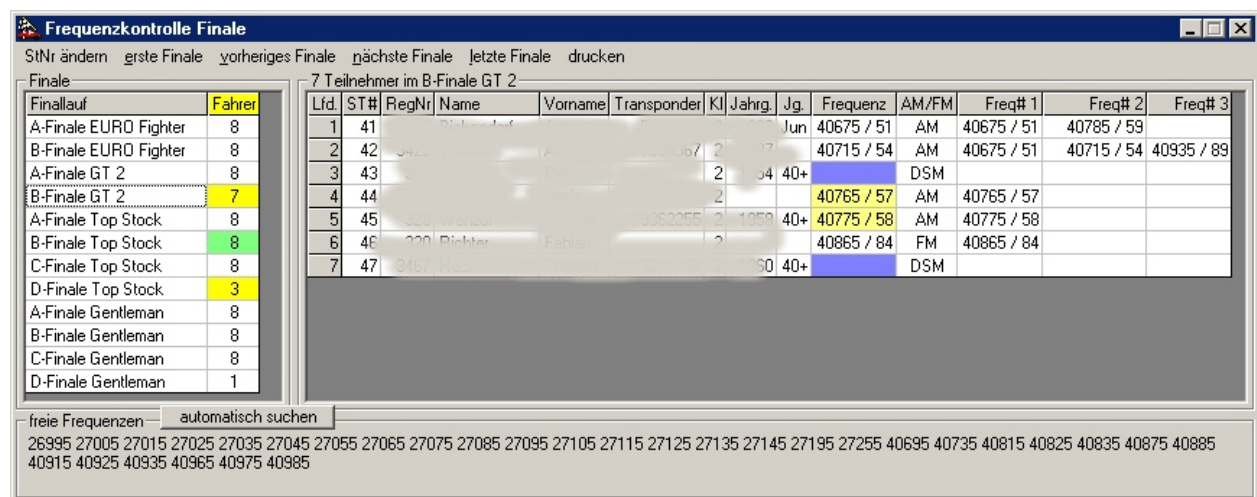 Frequenzkontrolle Finale
StNr ändern erste Finale vorheriges Finale nächste Finale letzte Finale drucken
Finale
Finallauf Fahrer
A-Finale EURO Fighter 8
B-Finale EURO Fighter 8
A-Finale GT 2 8
B-Finale GT 2 7
A-Finale Top Stock 8
B-Finale Top Stock 8
C-Finale Top Stock 8
D-Finale Top Stock 3
A-Finale Gentleman 8
B-Finale Gentleman 8
C-Finale Gentleman 8
D-Finale Gentleman 1
7 Teilnehmer im B-Finale GT 2
Lfd. ST# RegNr Name Vorname Transponder Kl Jahrg. Jg. Frequenz AM/FM Freq# 1 Freq# 2 Freq# 3
1 41 Jun 40675 / 51 AM 40675 / 51 40785 / 59
2 42 2 40715 / 54 AM 40675 / 51 40715 / 54 40935 / 89
3 43 2 40+ DSM
4 44 2 40765 / 57 AM 40765 / 57
5 45 2 1959 40+ 40775 / 58 AM 40775 / 58
6 46 Richter 2 40865 / 84 FM 40865 / 84
7 47 40+ DSM
freie Frequenzen automatisch suchen
26995 27005 27015 27025 27035 27045 27055 27065 27075 27085 27095 27105 27115 27125 27135 27145 27195 27255 40695 40735 40815 40825 40835 40875 40885
40915 40925 40935 40965 40975 40985